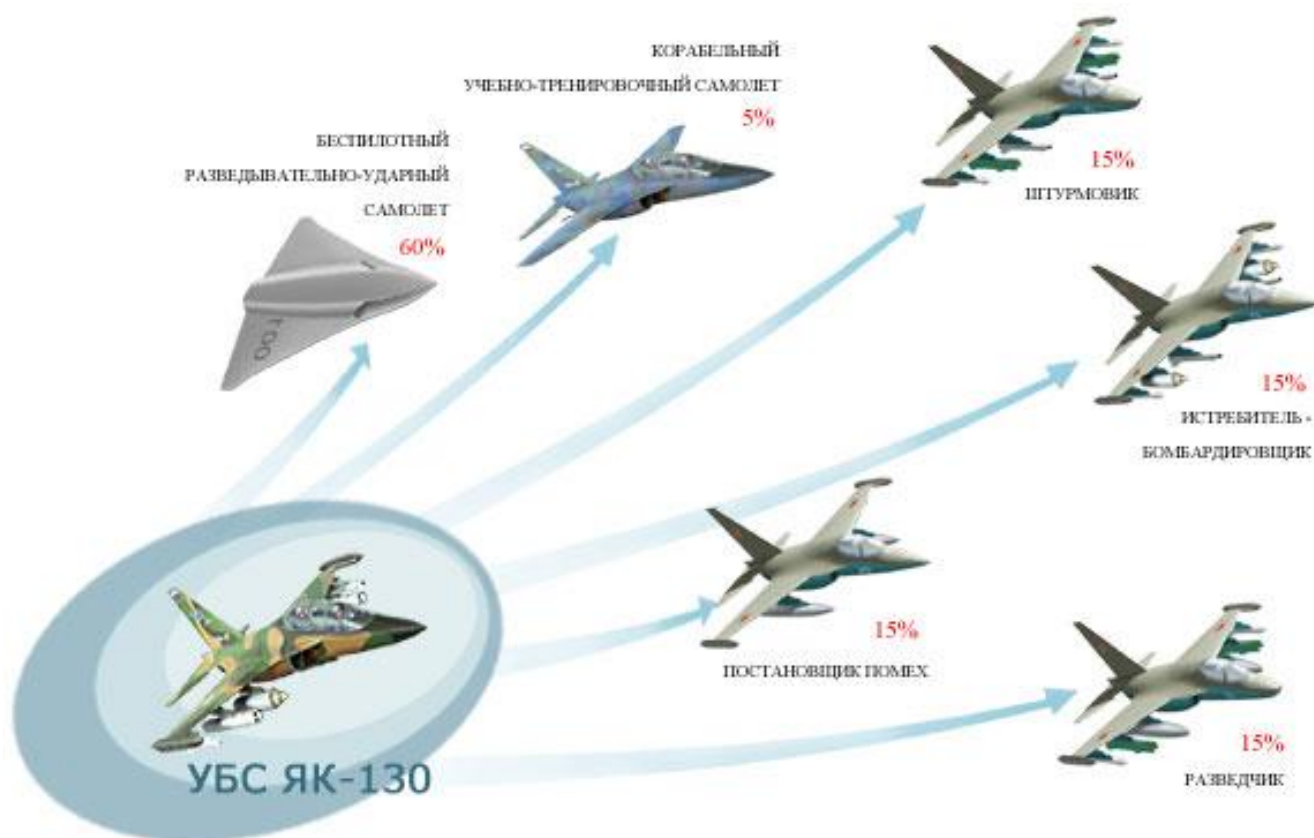 КОРАБЕЛЬНЫЙ
УЧЕБНО-ТРЕНИРОВОЧНЫЙ САМОЛЕТ
5%
БЕСПИЛОТНЫЙ
РАЗВЕДЫВАТЕЛЬНО-УДАРНЫЙ
САМОЛЕТ
60%
15%
ШТУРМОВИК
15%
ИСТРЕБИТЕЛЬ -
БОМБАРДИРОВЩИК
15%
ПОСТАНОВЩИК ПОМЕХ
15%
РАЗВЕДЧИК
УБС ЯК-130
001